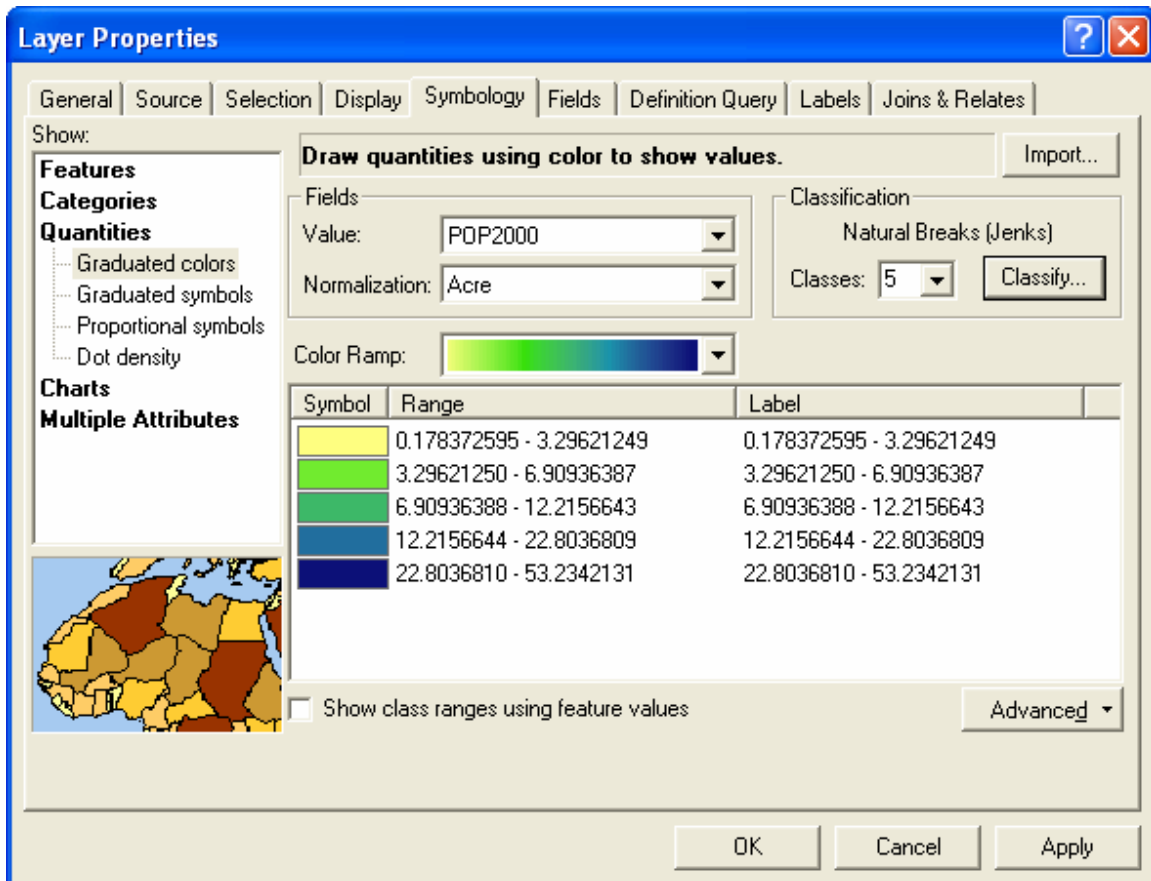 Layer Properties
General Source Selection Display Symbology Fields Definition Query Labels Joins & Relates
Show:
Features
Categories
Quantities
Graduated colors
Graduated symbols
Proportional symbols
Dot density
Charts
Multiple Attributes
Draw quantities using color to show values.
Import...
Fields
Value: POP2000
Normalization: Acre
Classification
Natural Breaks (Jenks)
Classes: 5 Classify...
Color Ramp:
Symbol Range Label
0.178372595 - 3.29621249 0.178372595 - 3.29621249
3.29621250 - 6.90936387 3.29621250 - 6.90936387
6.90936388 - 12.2156643 6.90936388 - 12.2156643
12.2156644 - 22.8036809 12.2156644 - 22.8036809
22.8036810 - 53.2342131 22.8036810 - 53.2342131
Show class ranges using feature values
Advanced
OK Cancel Apply